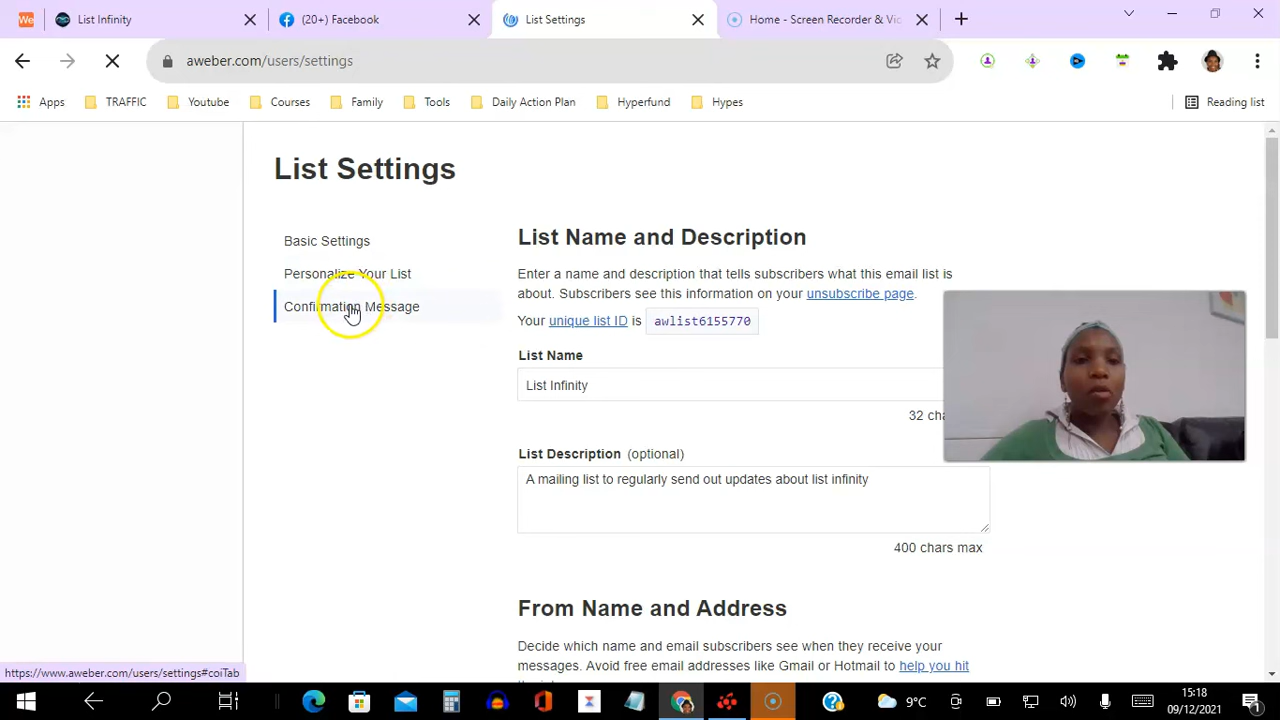 We
List Infinity
(20+) Facebook
List Settings
Home - Screen Recorder & Vi
aweber.com/users/settings
Apps
TRAFFIC
Youtube
Courses
Family
Tools
Daily Action Plan
Hyperfund
Hypes
Reading list
List Settings
Basic Settings
Personalize Your List
Confirmation Message
List Name and Description
Enter a name and description that tells subscribers what this email list is
about. Subscribers see this information on your unsubscribe page.
Your unique list ID is awlist6155770
List Name
List Infinity
32
List Description (optional)
A mailing list to regularly send out updates about list infinity
400 chars max
From Name and Address
Decide which name and email subscribers see when they receive your
messages. Avoid free email addresses like Gmail or Hotmail to help you hit
https://www.aweber.com/users/settings#coiTab
9°C
15:18
09/12/2021
1